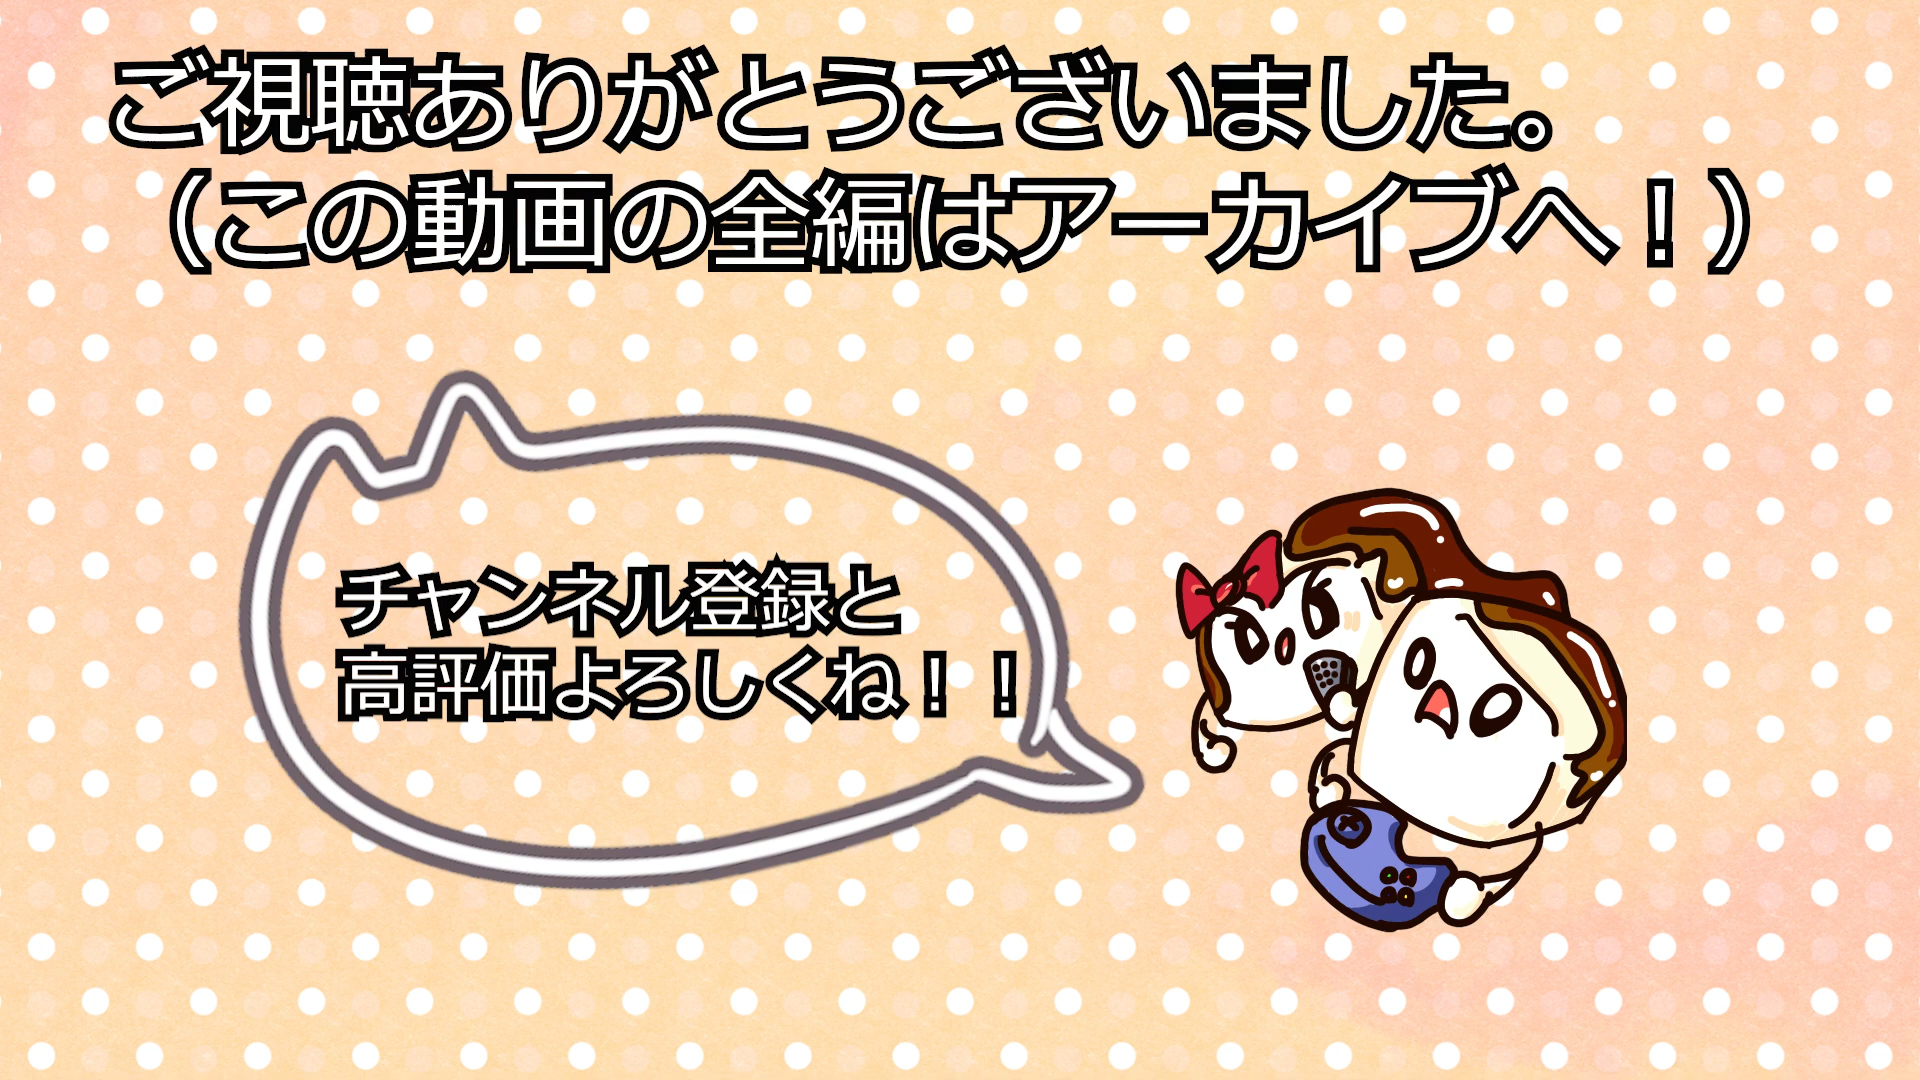 ご視聴ありがとうございました。
（この動画の全編はアーカイブへ！）
チャンネル登録と
高評価よろしくね！！